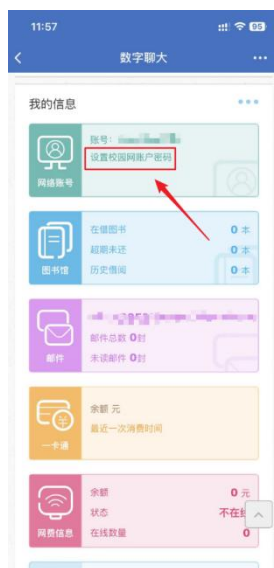 11:57
95
数字聊大
我的信息
账号：
设置校园网账户密码
网络账号
在借图书 0 本
超期未还 0 本
历史借阅 0 本
图书馆
邮件总数 0封
未读邮件 0封
邮件
余额 元
最近一次消费时间
一卡通
余额 0 元
状态 不在线
在线数量 0
网费信息